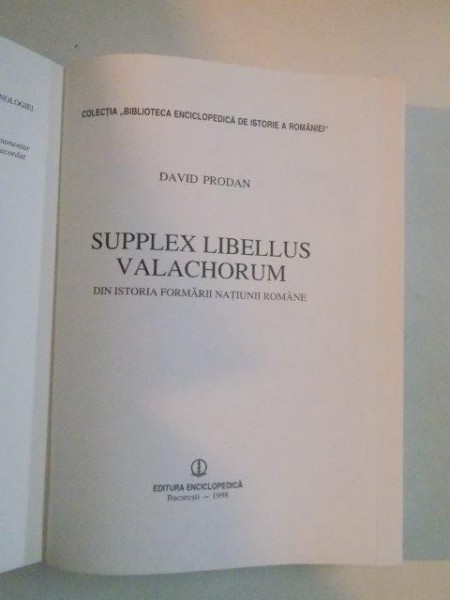 NOLOGIEI
COLECȚIA „BIBLIOTECA ENCICLOPEDICĂ DE ISTORIE A ROMÂNIEI”
DAVID PRODAN
SUPPLEX LIBELLUS
VALACHORUM
DIN ISTORIA FORMĂRII NAȚIUNII ROMÂNE
EDITURA ENCICLOPEDICĂ
București — 1998